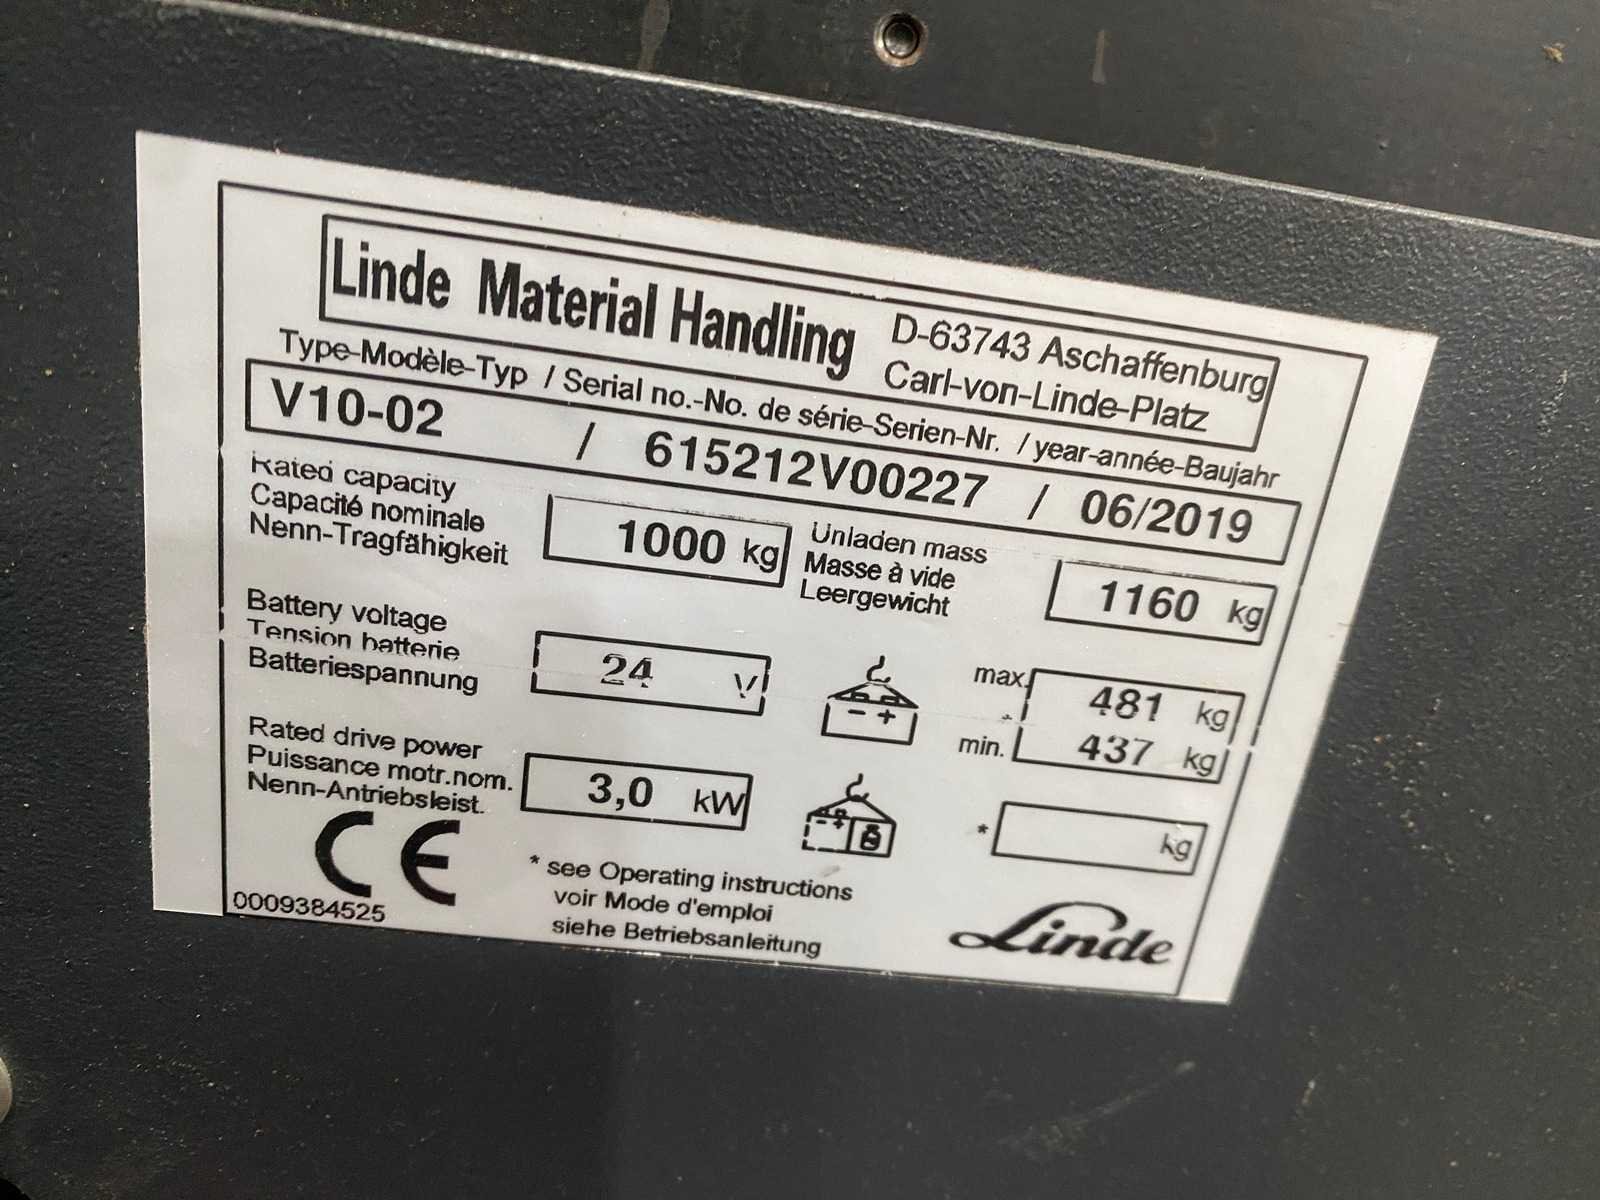 Linde Material Handling
D-63743 Aschaffenburg
Carl-von-Linde-Platz
Type-Modèle-Typ / Serial no.-No. de série-Serien-Nr. / year-année-Baujahr
V10-02 / 615212V00227 / 06/2019
Rated capacity
Capacité nominale
Nenn-Tragfähigkeit
1000 kg
Unladen mass
Masse à vide
Leergewicht
1160 kg
Battery voltage
Tension batterie
Batteriespannung
24 V
- +
max. 481 kg
*
min. 437 kg
Rated drive power
Puissance motr.nom.
Nenn-Antriebsleist.
3,0 kW
- +
* kg
CE
* see Operating instructions
voir Mode d'emploi
siehe Betriebsanleitung
0009384525
Linde